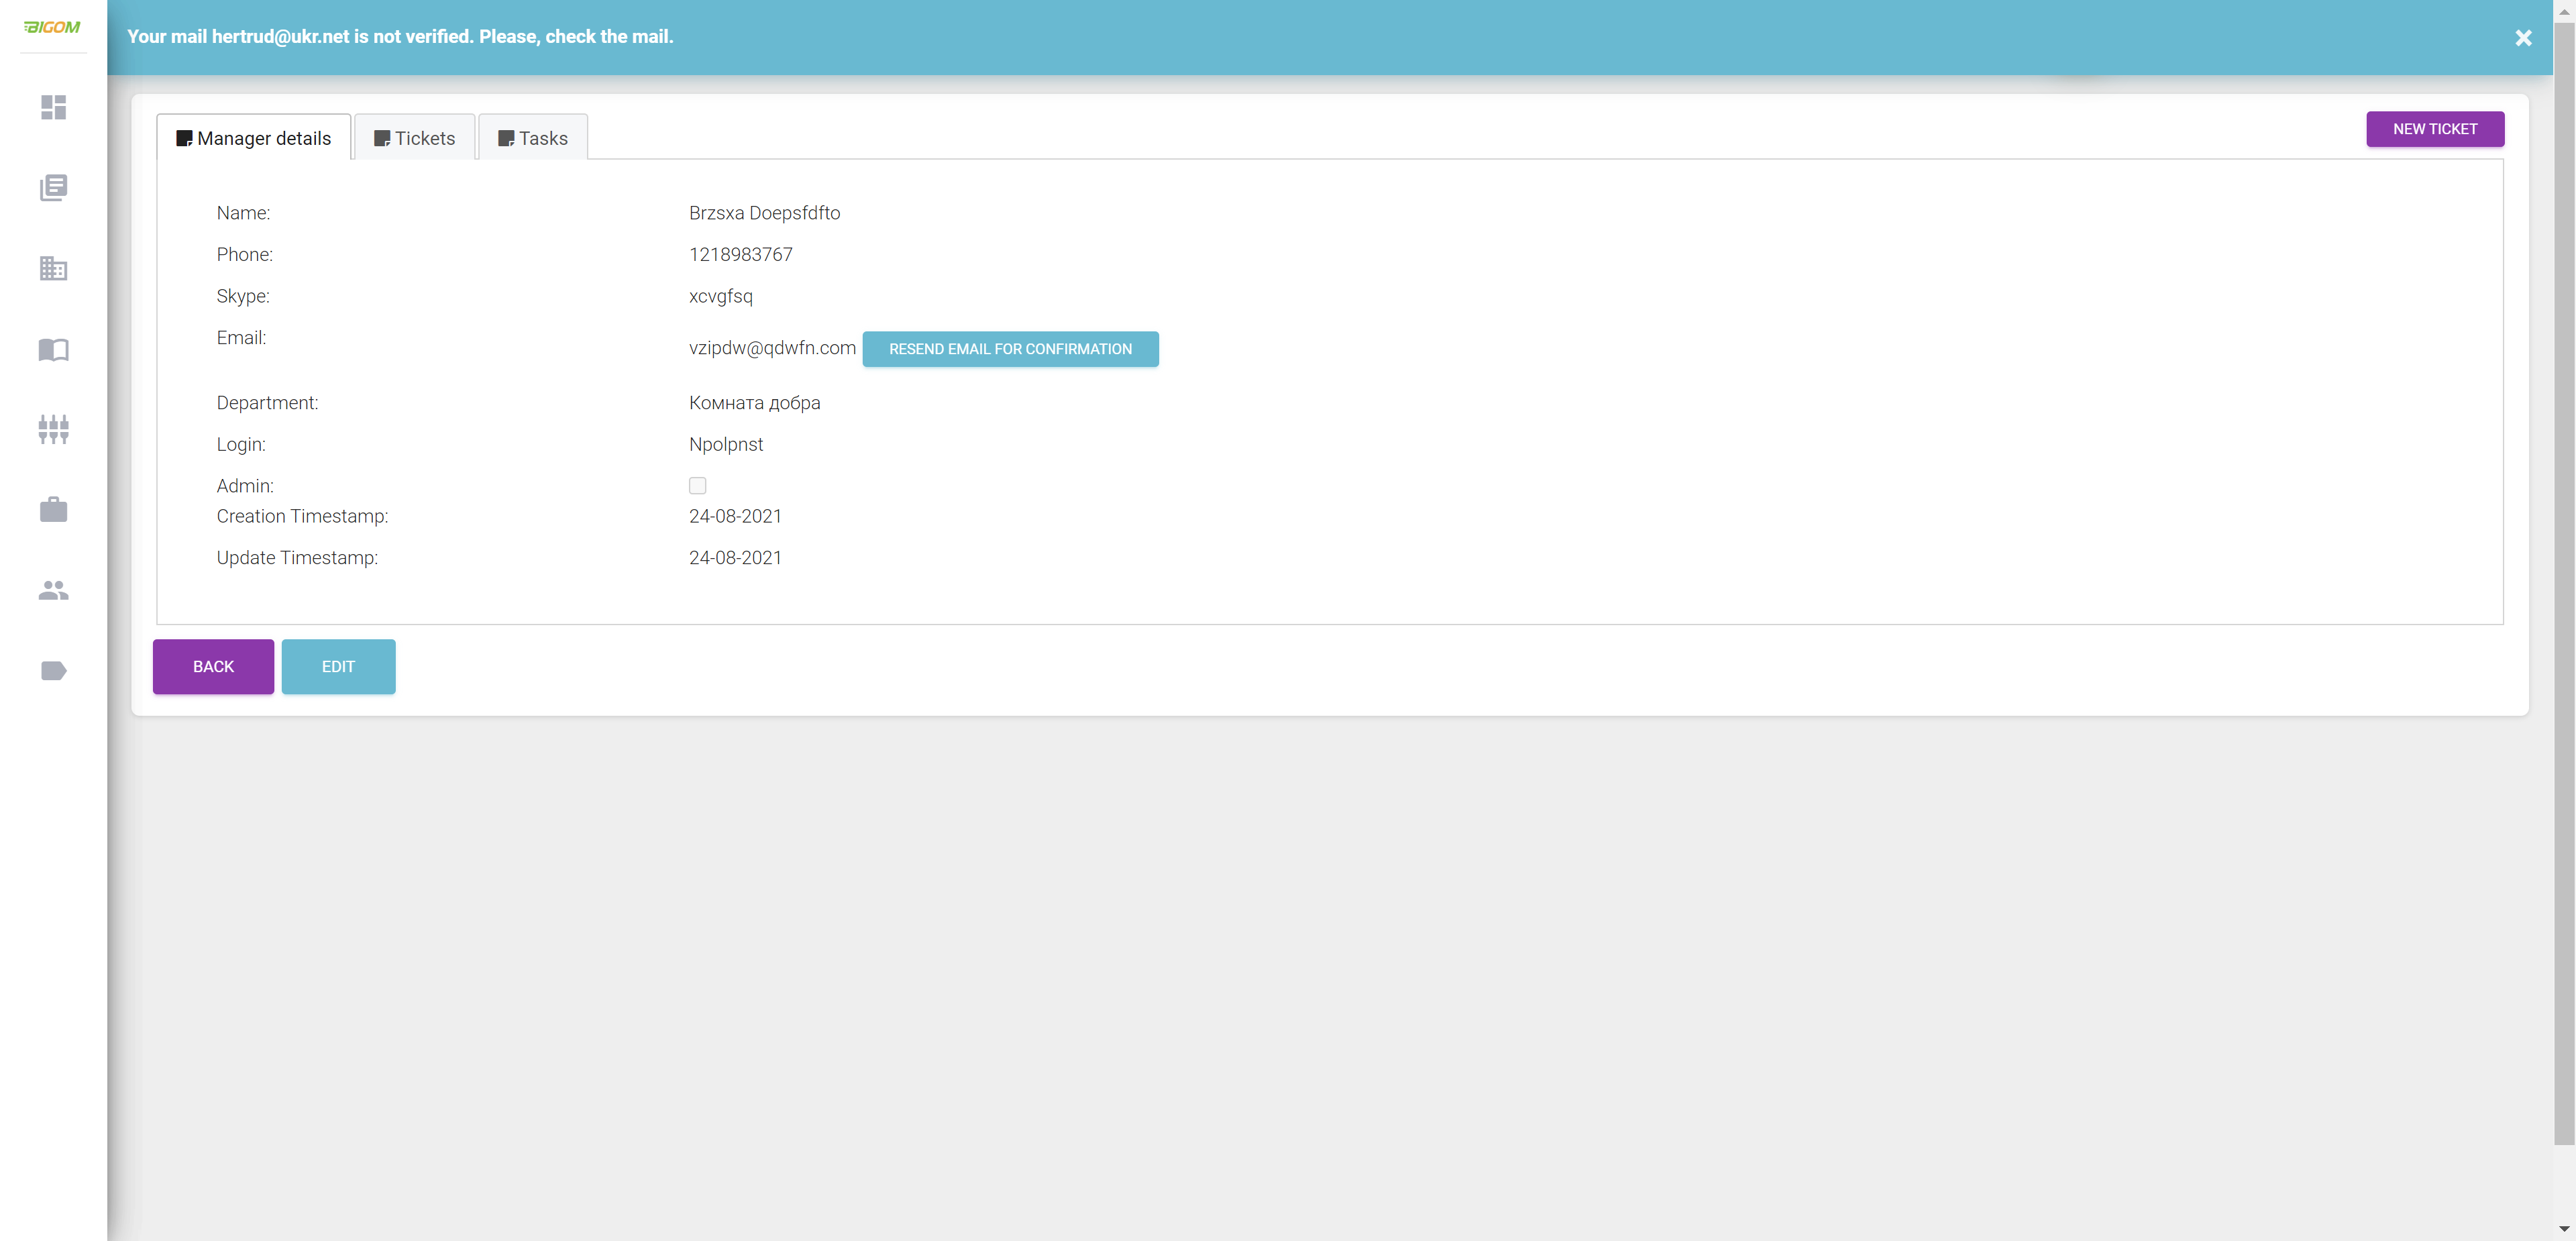 BIGOM
Your mail hertrud@ukr.net is not verified. Please, check the mail.
Manager details
Tickets
Tasks
NEW TICKET
Name: Brzsxa Doepsfdfto
Phone: 1218983767
Skype: xcvgfsq
Email: vzipdw@qdwfn.com RESEND EMAIL FOR CONFIRMATION
Department: Комната добра
Login: Npolpnst
Admin:
Creation Timestamp: 24-08-2021
Update Timestamp: 24-08-2021
BACK
EDIT